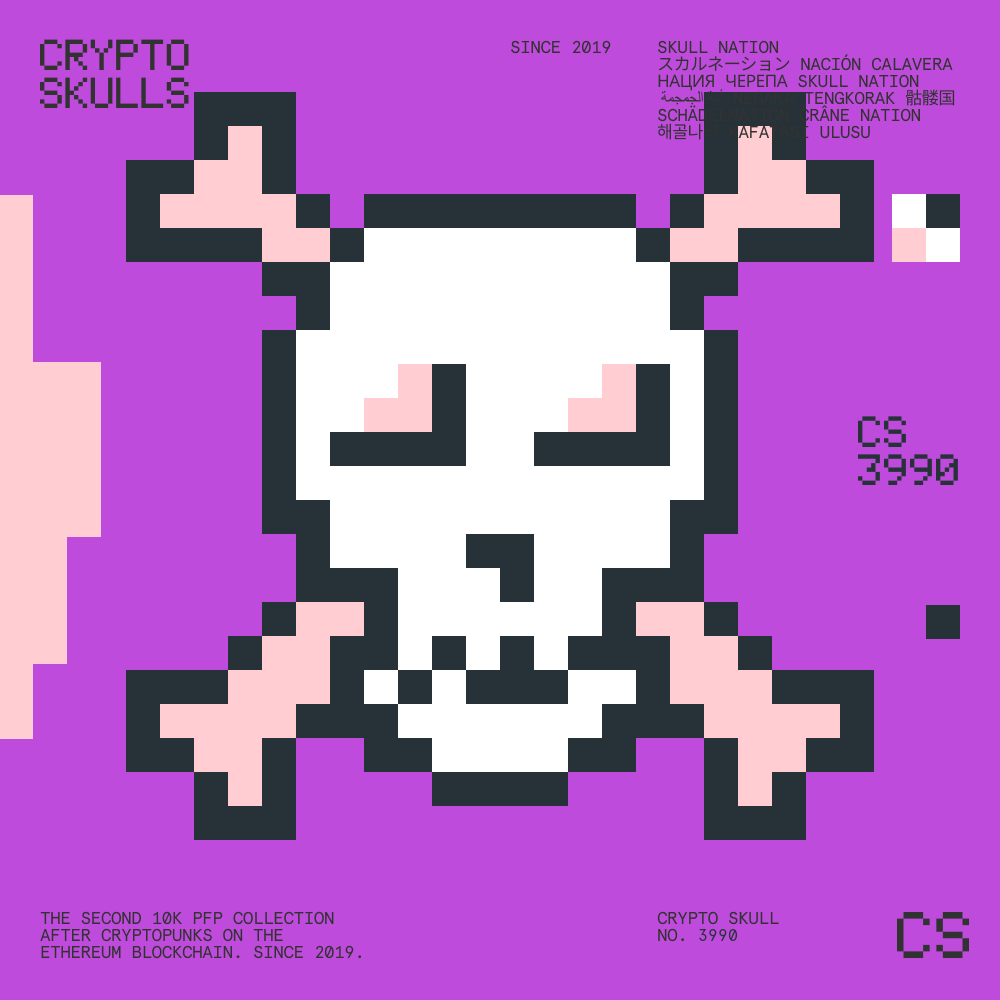 CRYPTO
SKULLS
SINCE 2019
SKULL NATION
スカルネーション NACIÓN CALAVERA
НАЦИЯ ЧЕРЕПА SKULL NATION
TENGKORAK 骷髅国
CRÂNE NATION
해골나 ULUSU
CS
3990
THE SECOND 10K PFP COLLECTION
AFTER CRYPTOPUNKS ON THE
ETHEREUM BLOCKCHAIN. SINCE 2019.
CRYPTO SKULL
NO. 3990
CS